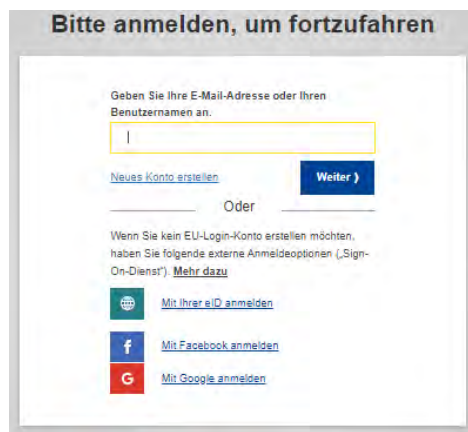 Bitte anmelden, um fortzufahren
Geben Sie Ihre E-Mail-Adresse oder Ihren
Benutzernamen an.
Neues Konto erstellen
Weiter ⟩
Oder
Wenn Sie kein EU-Login-Konto erstellen möchten,
haben Sie folgende externe Anmeldeoptionen („Sign-
On-Dienst“). Mehr dazu
Mit Ihrer eID anmelden
f Mit Facebook anmelden
G Mit Google anmelden